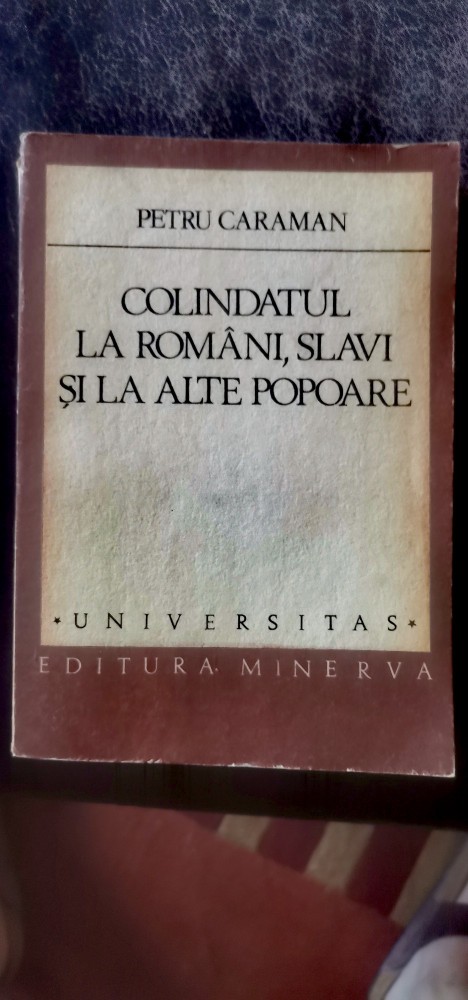 PETRU CARAMAN
COLINDATUL
LA ROMÂNI, SLAVI
ȘI LA ALTE POPOARE
* UNIVERSITAS *
EDITURA MINERVA